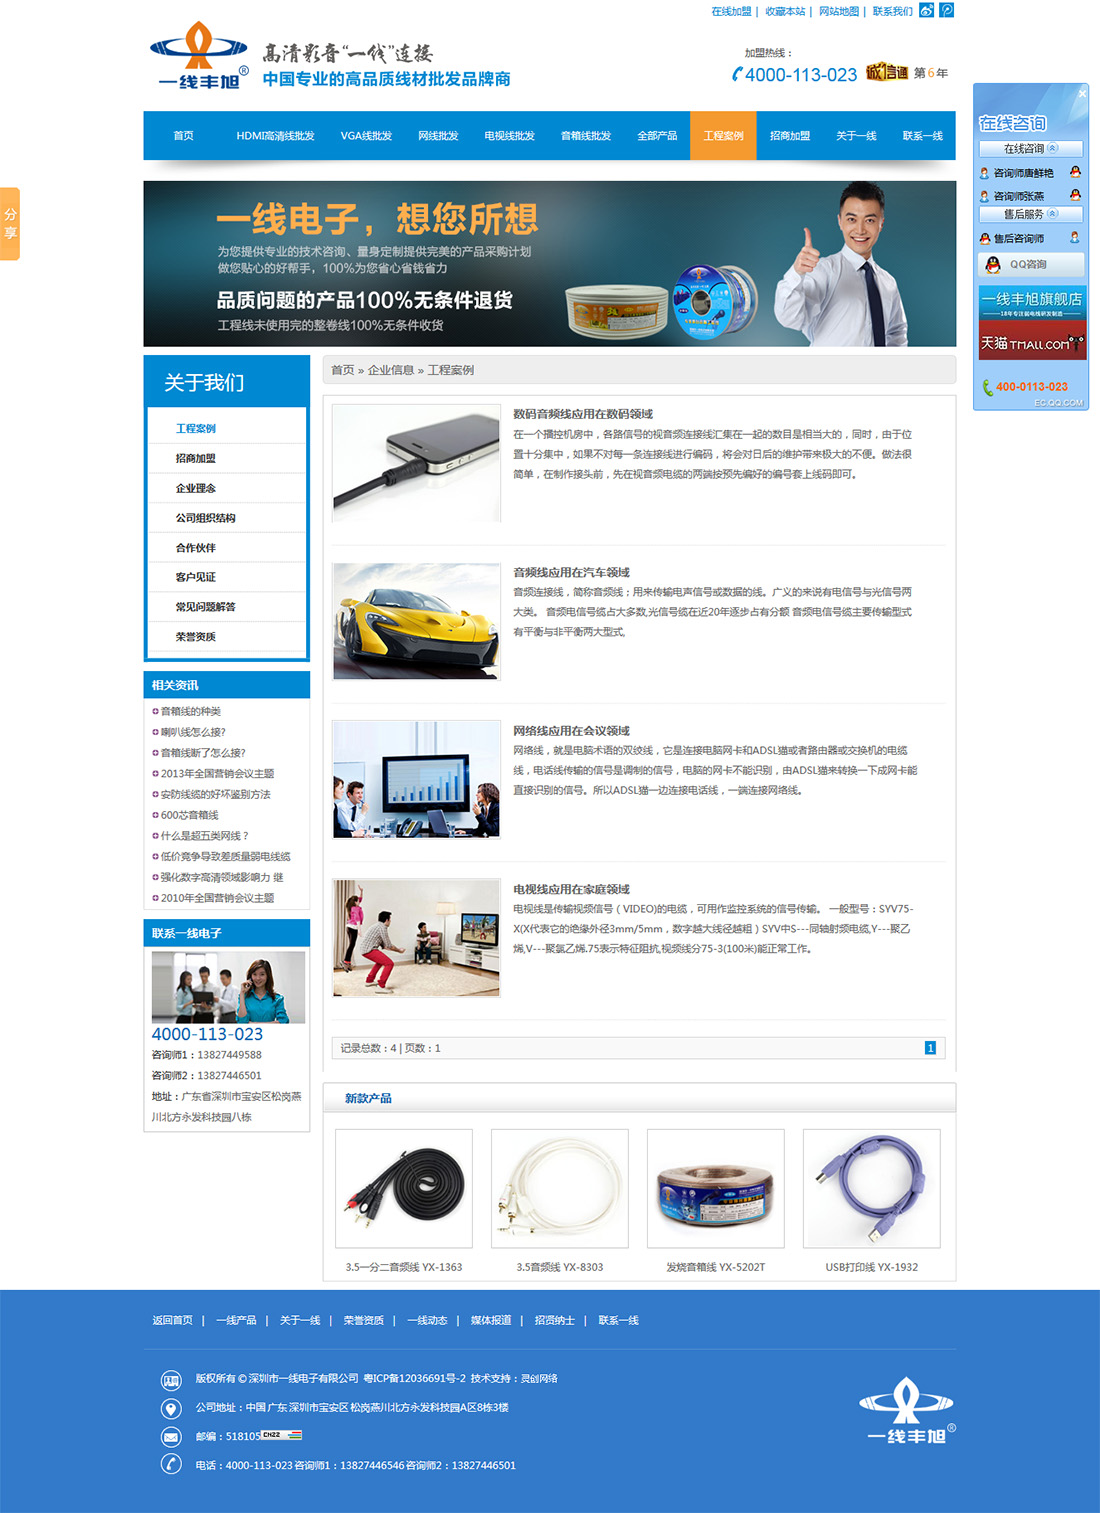 在线加盟 | 收藏本站 | 网站地图 | 联系我们
一线丰旭®
高清影音“一线”连接
中国专业的高品质线材批发品牌商
加盟热线：
4000-113-023 诚信通 第6年
首页 HDMI高清线批发 VGA线批发 网线批发 电视线批发 音箱线批发 全部产品 工程案例 招商加盟 关于一线 联系一线
分享
在线咨询
在线咨询
咨询师唐鲜艳
咨询师张燕
售后服务
售后咨询师
QQ咨询
一线丰旭旗舰店
18年专注弱电线研发制造
天猫TMALL.COM
400-0113-023
EC.QQ.COM
一线电子，想您所想
为您提供专业的技术咨询、量身定制提供完美的产品采购计划
做您贴心的好帮手，100%为您省心省钱省力
品质问题的产品100%无条件退货
工程线未使用完的整卷线100%无条件收货
关于我们
工程案例
招商加盟
企业理念
公司组织结构
合作伙伴
客户见证
常见问题解答
荣誉资质
相关资讯
音箱线的种类
喇叭线怎么接?
音箱线断了怎么接?
2013年全国营销会议主题
安防线缆的好坏鉴别方法
600芯音箱线
什么是超五类网线？
低价竞争导致差质量弱电线缆
强化数字高清领域影响力 继
2010年全国营销会议主题
联系一线电子
4000-113-023
咨询师1：13827449588
咨询师2：13827446501
地址：广东省深圳市宝安区松岗燕
川北方永发科技园八栋
首页 » 企业信息 » 工程案例
数码音频线应用在数码领域
在一个播控机房中，各路信号的视音频连接线汇集在一起的数目是相当大的，同时，由于位
置十分集中，如果不对每一条连接线进行编码，将会对日后的维护带来极大的不便。做法很
简单，在制作接头前，先在视音频电缆的两端按预先编好的编号套上线码即可。
音频线应用在汽车领域
音频连接线，简称音频线；用来传输电声信号或数据的线。广义的来说有电信号与光信号两
大类。 音频电信号缆占大多数,光信号缆在近20年逐步占有分额 音频电信号缆主要传输型式
有平衡与非平衡两大型式,
网络线应用在会议领域
网络线，就是电脑术语的双绞线，它是连接电脑网卡和ADSL猫或者路由器或交换机的电缆
线，电话线传输的信号是调制的信号，电脑的网卡不能识别，由ADSL猫来转换一下成网卡能
直接识别的信号。所以ADSL猫一边连接电话线，一端连接网络线。
电视线应用在家庭领域
电视线是传输视频信号（VIDEO)的电缆，可用作监控系统的信号传输。 一般型号：SYV75-
X(X代表它的绝缘外径3mm/5mm，数字越大线径越粗）SYV中S---同轴射频电缆,Y---聚乙
烯,V---聚氯乙烯.75表示特征阻抗,视频线分75-3(100米)能正常工作。
记录总数：4 | 页数：1 1
新款产品
3.5一分二音频线 YX-1363
3.5音频线 YX-8303
发烧音箱线 YX-5202T
USB打印线 YX-1932
返回首页 | 一线产品 | 关于一线 | 荣誉资质 | 一线动态 | 媒体报道 | 招贤纳士 | 联系一线
版权所有 © 深圳市一线电子有限公司 粤ICP备12036691号-2 技术支持：灵创网络
公司地址：中国 广东 深圳市宝安区 松岗燕川北方永发科技园A区8栋3楼
邮编：518105 CNZZ
电话：4000-113-023 咨询师1：13827446546 咨询师2：13827446501
一线丰旭®